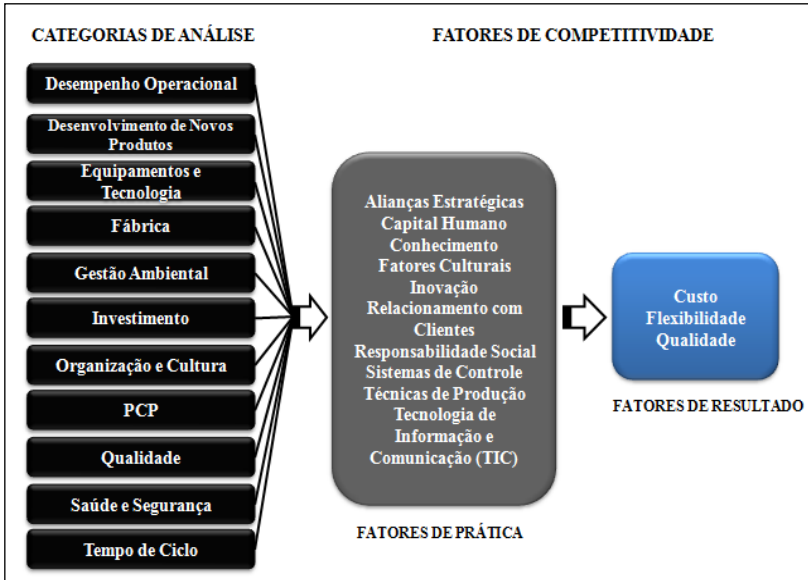 CATEGORIAS DE ANÁLISE
FATORES DE COMPETITIVIDADE
Desempenho Operacional
Desenvolvimento de Novos
Produtos
Equipamentos e
Tecnologia
Fábrica
Gestão Ambiental
Investimento
Organização e Cultura
PCP
Qualidade
Saúde e Segurança
Tempo de Ciclo
Alianças Estratégicas
Capital Humano
Conhecimento
Fatores Culturais
Inovação
Relacionamento com
Clientes
Responsabilidade Social
Sistemas de Controle
Técnicas de Produção
Tecnologia de
Informação e
Comunicação (TIC)
FATORES DE PRÁTICA
Custo
Flexibilidade
Qualidade
FATORES DE RESULTADO